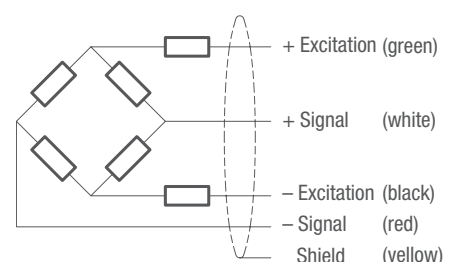 + Excitation (green)
+ Signal (white)
– Excitation (black)
– Signal (red)
Shield (yellow)